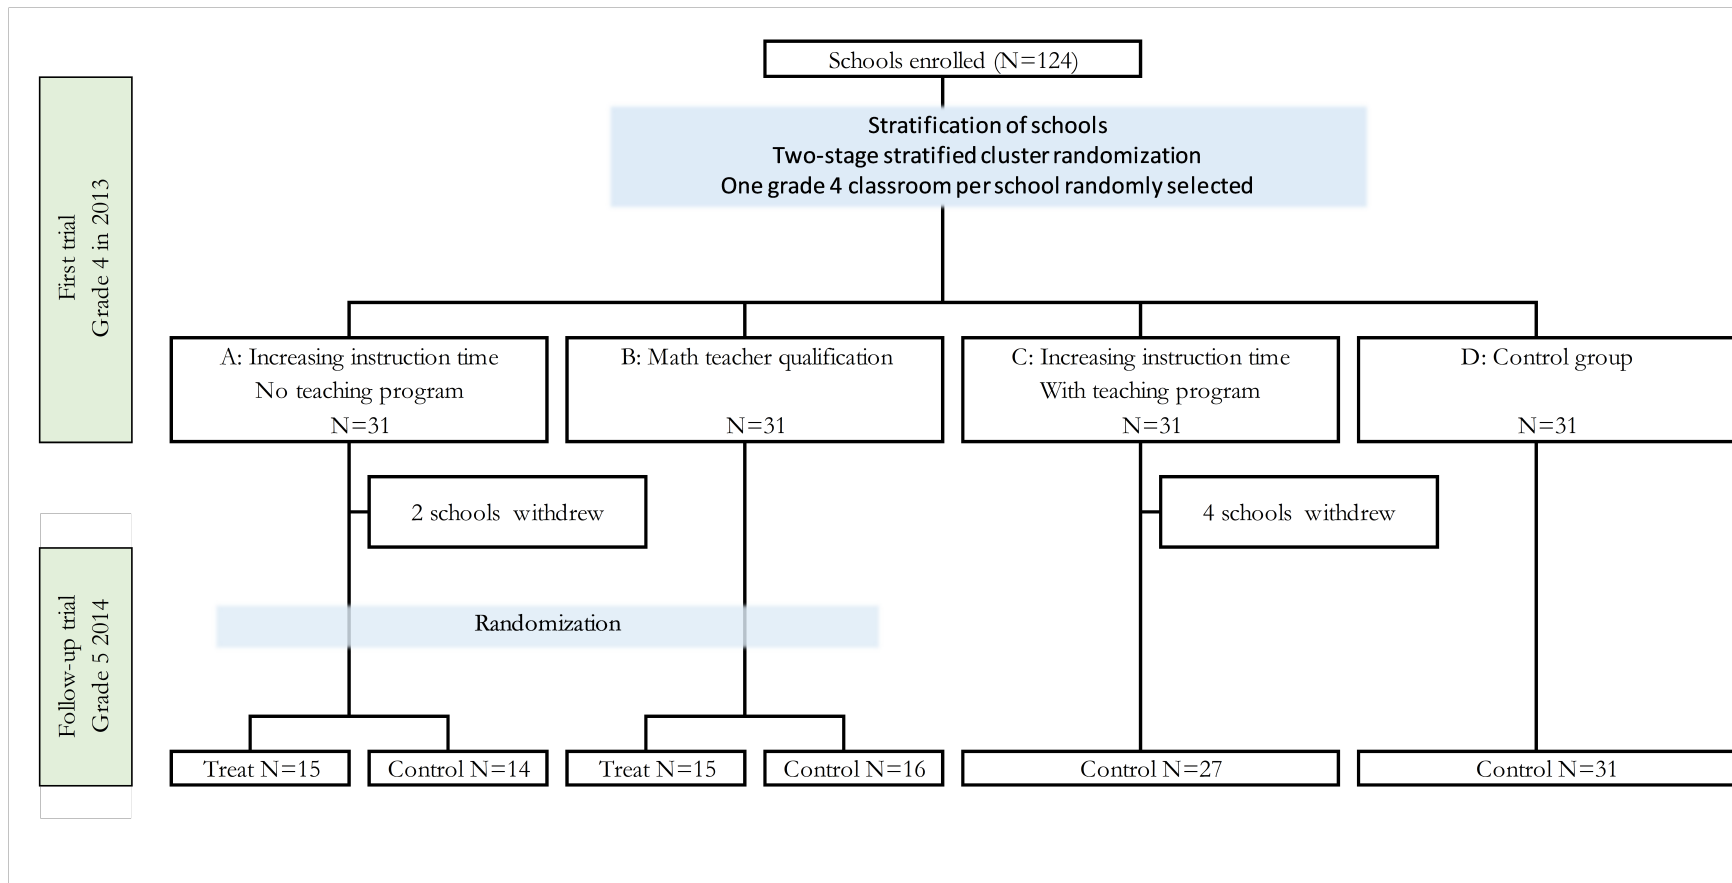 Schools enrolled (N=124)
Stratification of schools
Two-stage stratified cluster randomization
One grade 4 classroom per school randomly selected
First trial
Grade 4 in 2013
A: Increasing instruction time
No teaching program
N=31
B: Math teacher qualification
N=31
C: Increasing instruction time
With teaching program
N=31
D: Control group
N=31
2 schools  withdrew
4 schools  withdrew
Follow-up trial
Grade 5 2014
Randomization
Treat N=15
Control N=14
Treat N=15
Control N=16
Control N=27
Control N=31